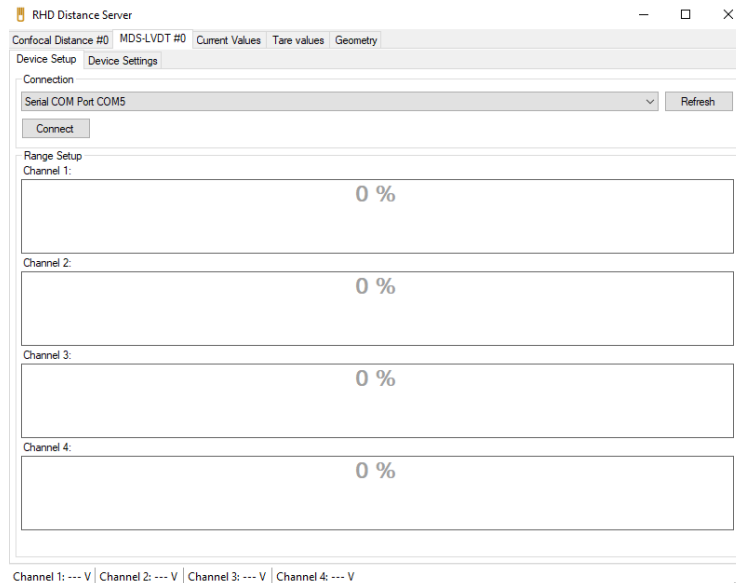 RHD Distance Server
Confocal Distance #0 MDS-LVDT #0 Current Values Tare values Geometry
Device Setup Device Settings
Connection
Serial COM Port COM5 Refresh
Connect
Range Setup
Channel 1:
0 %
Channel 2:
0 %
Channel 3:
0 %
Channel 4:
0 %
Channel 1: --- V Channel 2: --- V Channel 3: --- V Channel 4: --- V